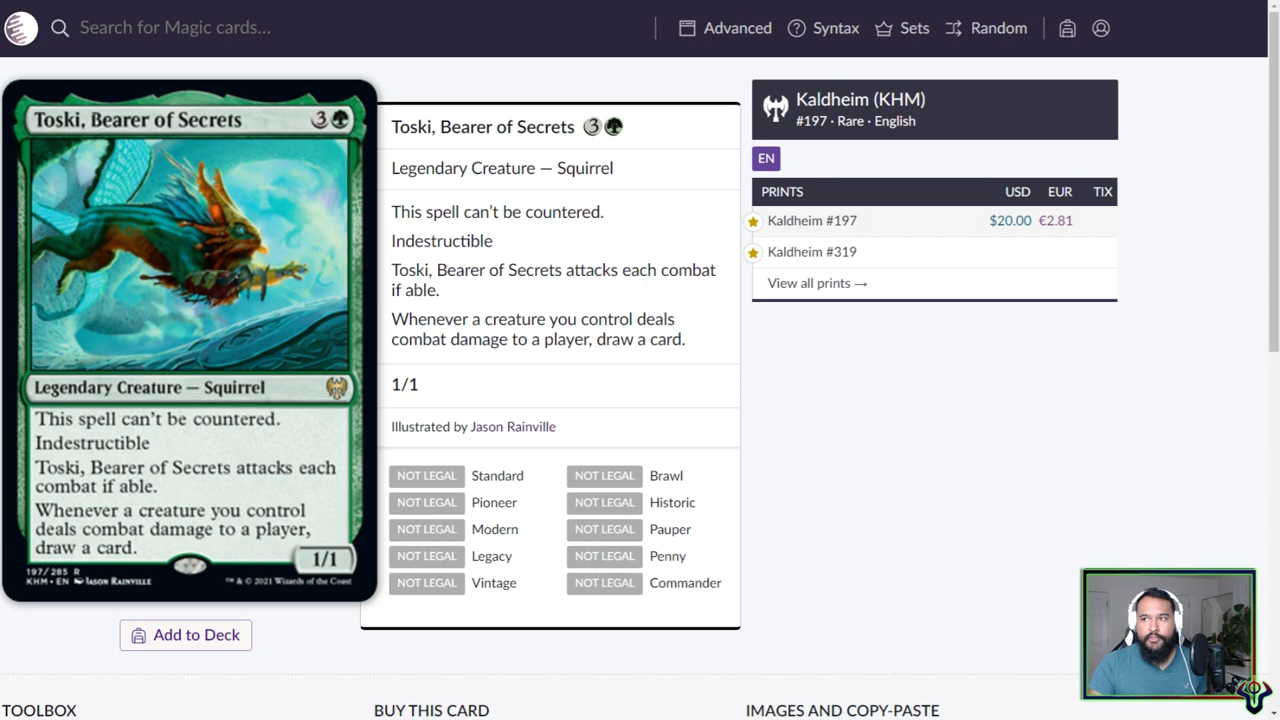 Search for Magic cards...
Advanced
Syntax
Sets
Random
Toski, Bearer of Secrets 3
Legendary Creature — Squirrel
This spell can't be countered.
Indestructible
Toski, Bearer of Secrets attacks each
combat if able.
Whenever a creature you control
deals combat damage to a player,
draw a card.
1/1
197/285 R
KHM • EN Jason Rainville
™ & © 2021 Wizards of the Coast
Add to Deck
Toski, Bearer of Secrets 3
Legendary Creature — Squirrel
This spell can't be countered.
Indestructible
Toski, Bearer of Secrets attacks each combat
if able.
Whenever a creature you control deals
combat damage to a player, draw a card.
1/1
Illustrated by Jason Rainville
NOT LEGAL Standard NOT LEGAL Brawl
NOT LEGAL Pioneer NOT LEGAL Historic
NOT LEGAL Modern NOT LEGAL Pauper
NOT LEGAL Legacy NOT LEGAL Penny
NOT LEGAL Vintage NOT LEGAL Commander
Kaldheim (KHM)
#197 · Rare · English
EN
PRINTS USD EUR TIX
Kaldheim #197 $20.00 €2.81
Kaldheim #319
View all prints →
TOOLBOX
BUY THIS CARD
IMAGES AND COPY-PASTE